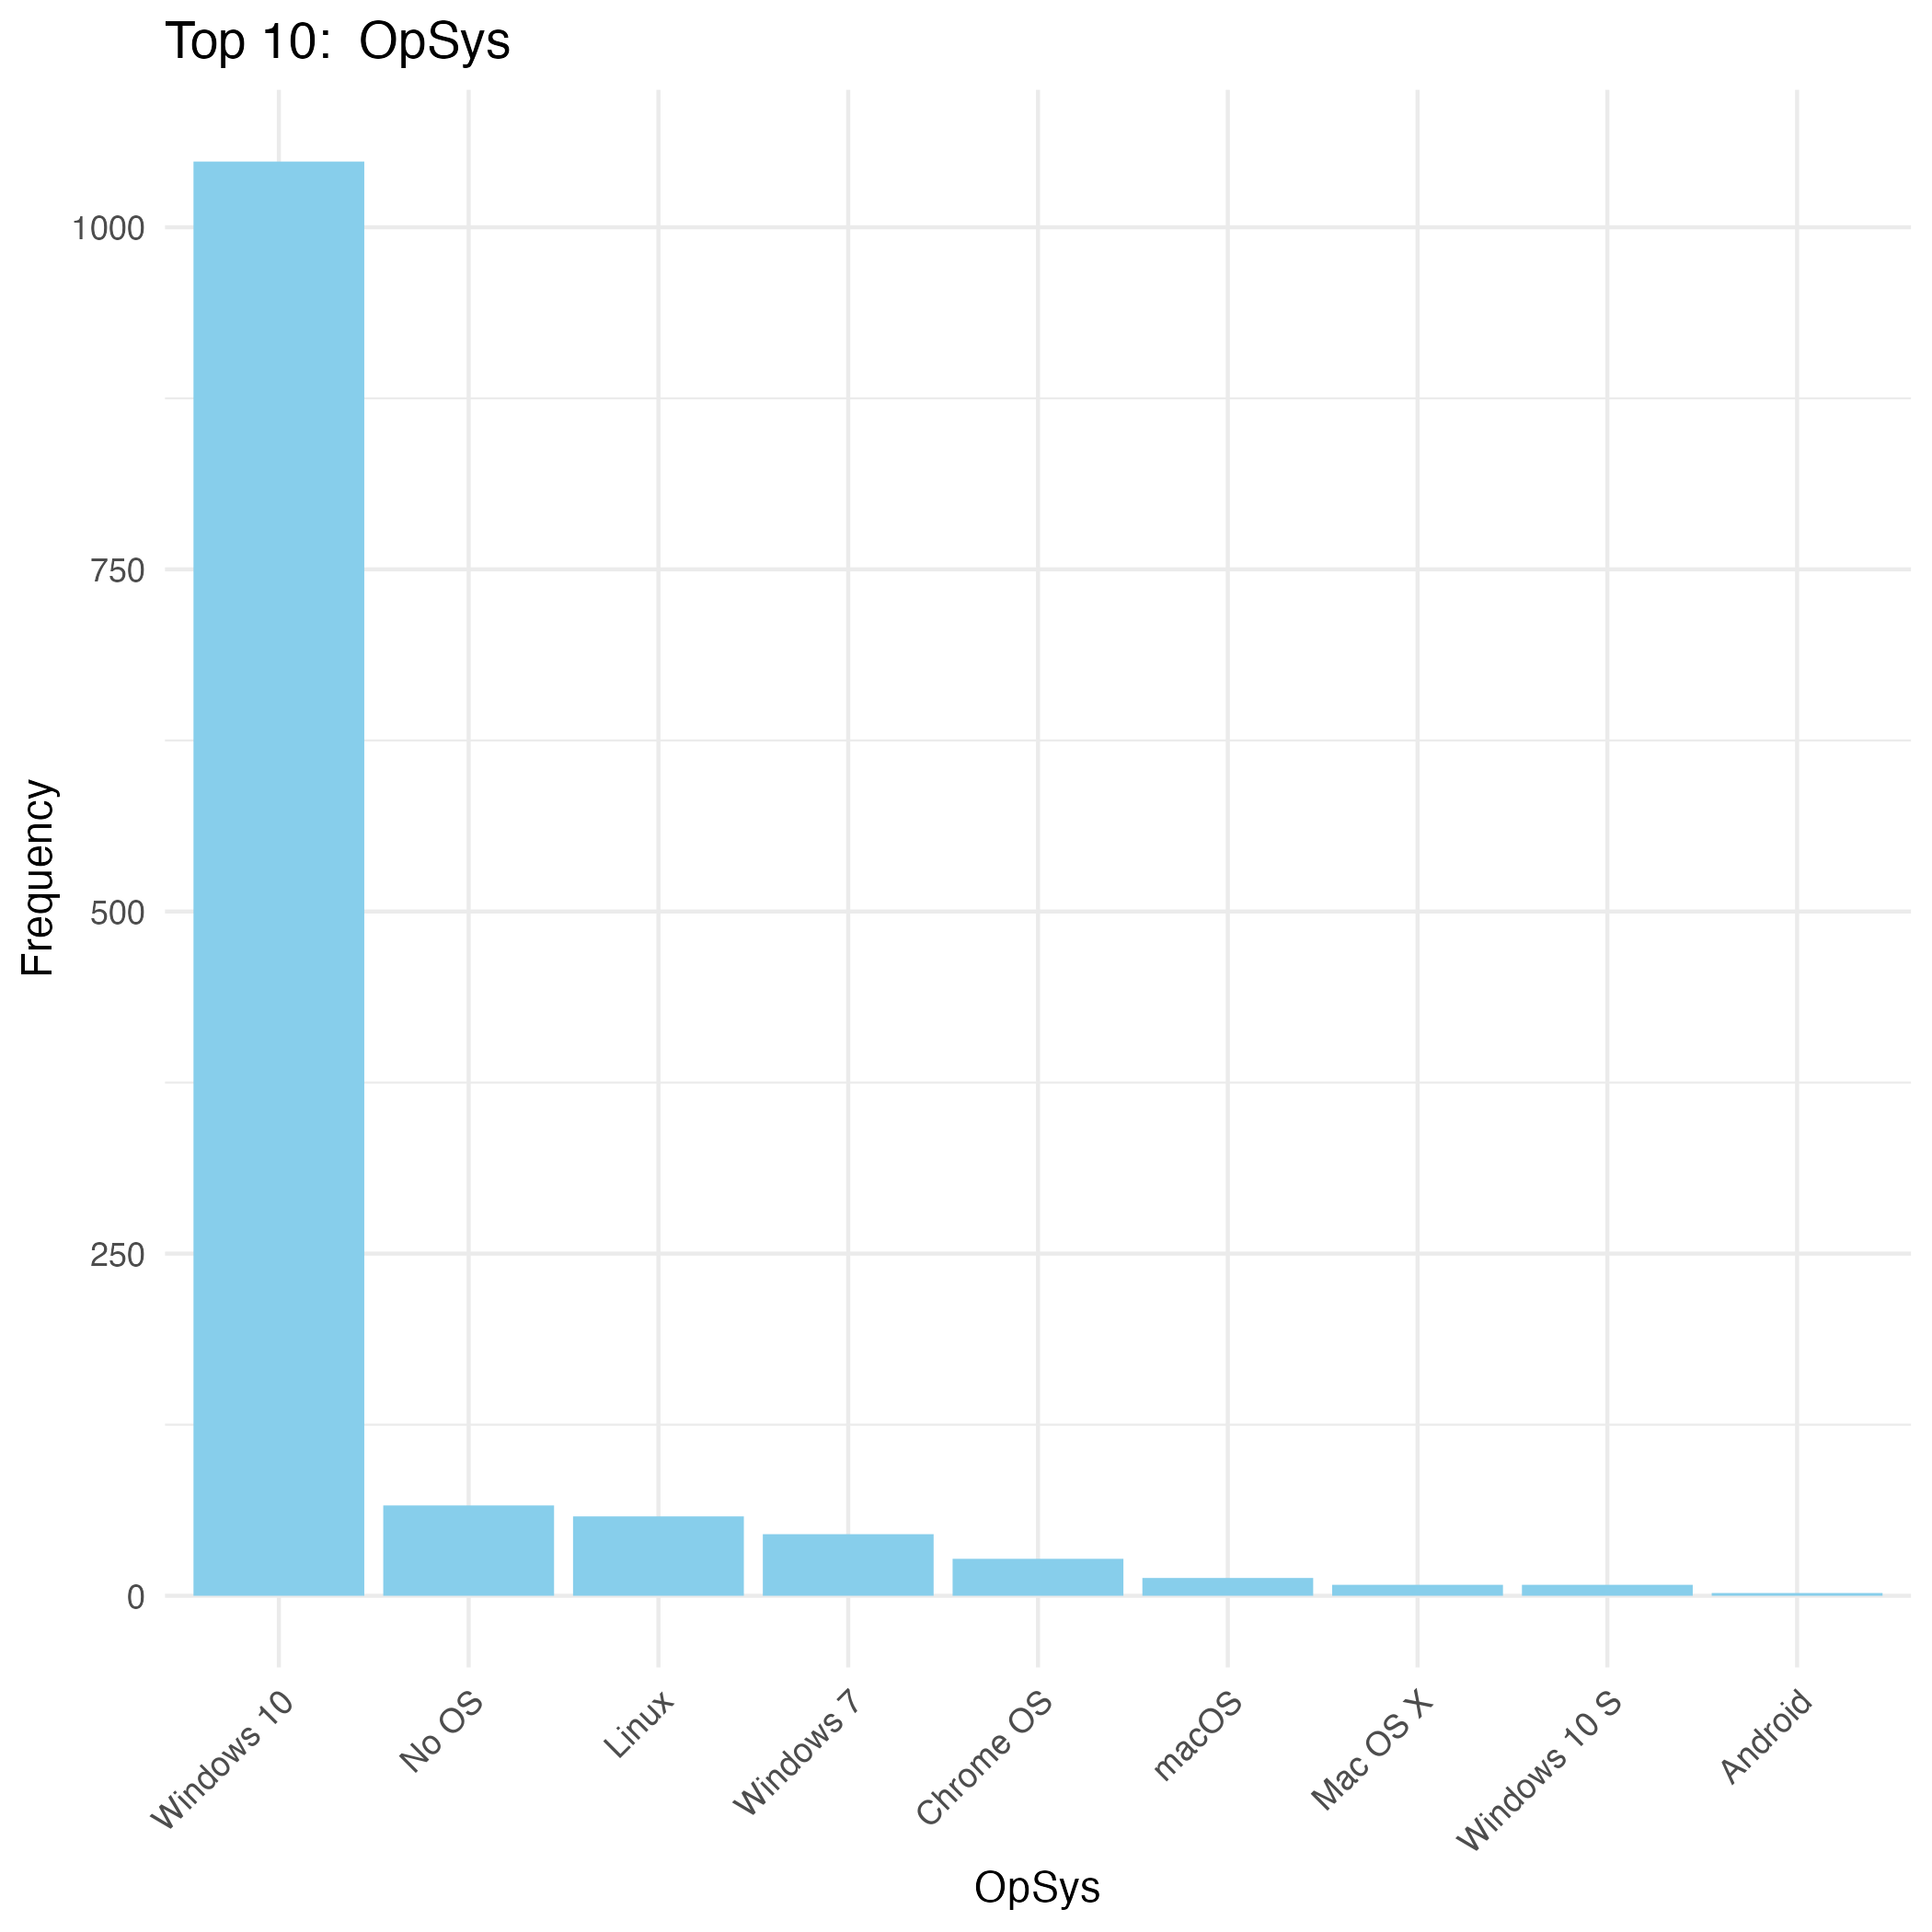 Top 10:  OpSys
Frequency
1000
750
500
250
0
Windows 10
No OS
Linux
Windows 7
Chrome OS
macOS
Mac OS X
Windows 10 S
Android
OpSys